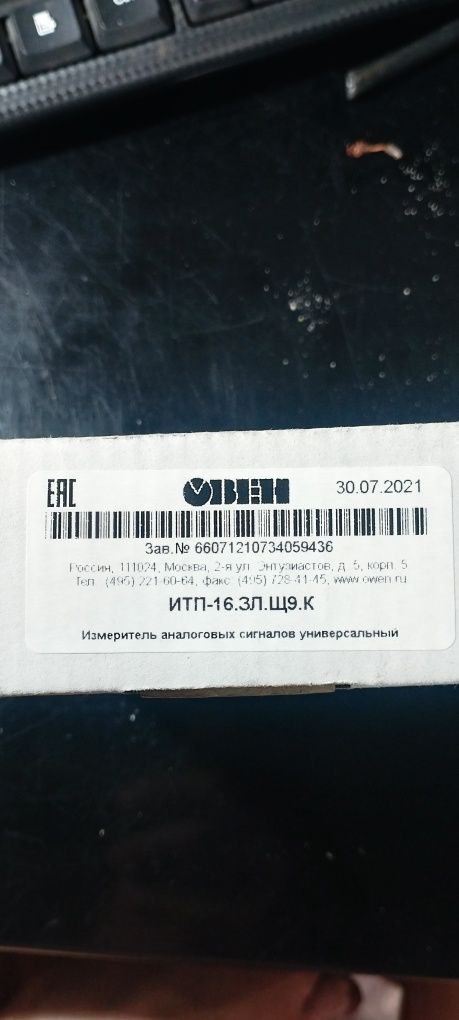 EAC ОВЕН 30.07.2021
Зав.№ 66071210734059436
Россия, 111024, Москва, 2-я ул. Энтузиастов, д. 5, корп. 5
Тел.: (495) 221-60-64, факс: (495) 728-41-45, www.owen.ru
ИТП-16.ЗЛ.Щ9.К
Измеритель аналоговых сигналов универсальный